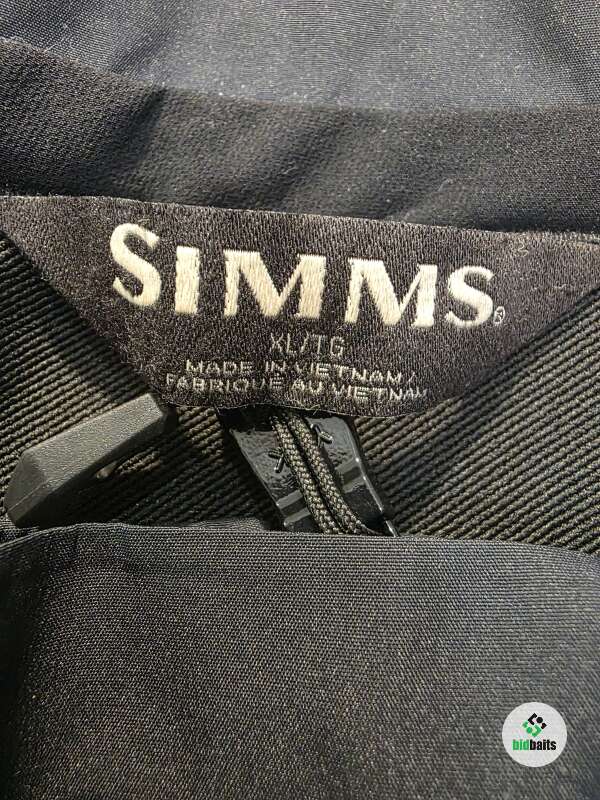 SIMMS®
XL/TG
MADE IN VIETNAM/
FABRIQUE AU VIETNAM
bidbaits